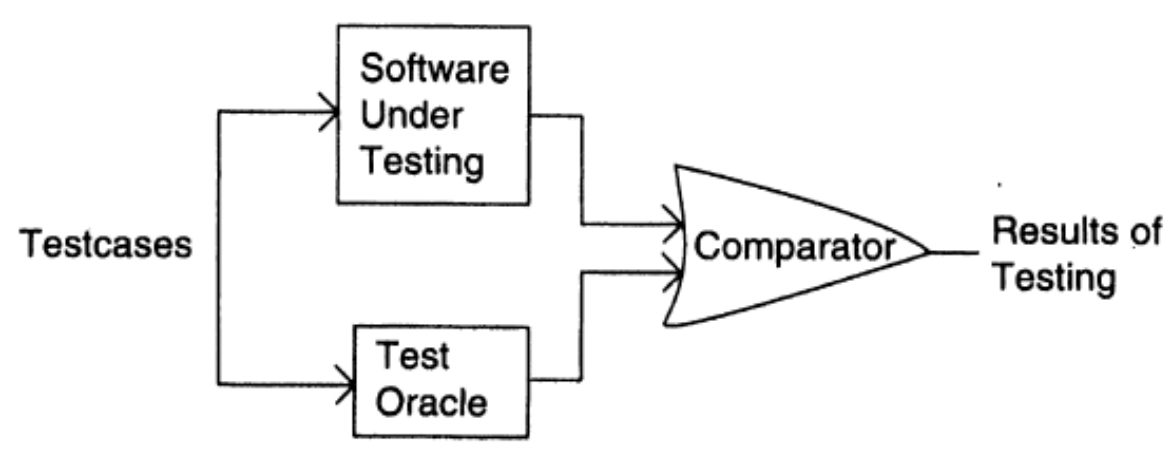 Software
Under
Testing
Testcases
Comparator
Results of
Testing
Test
Oracle